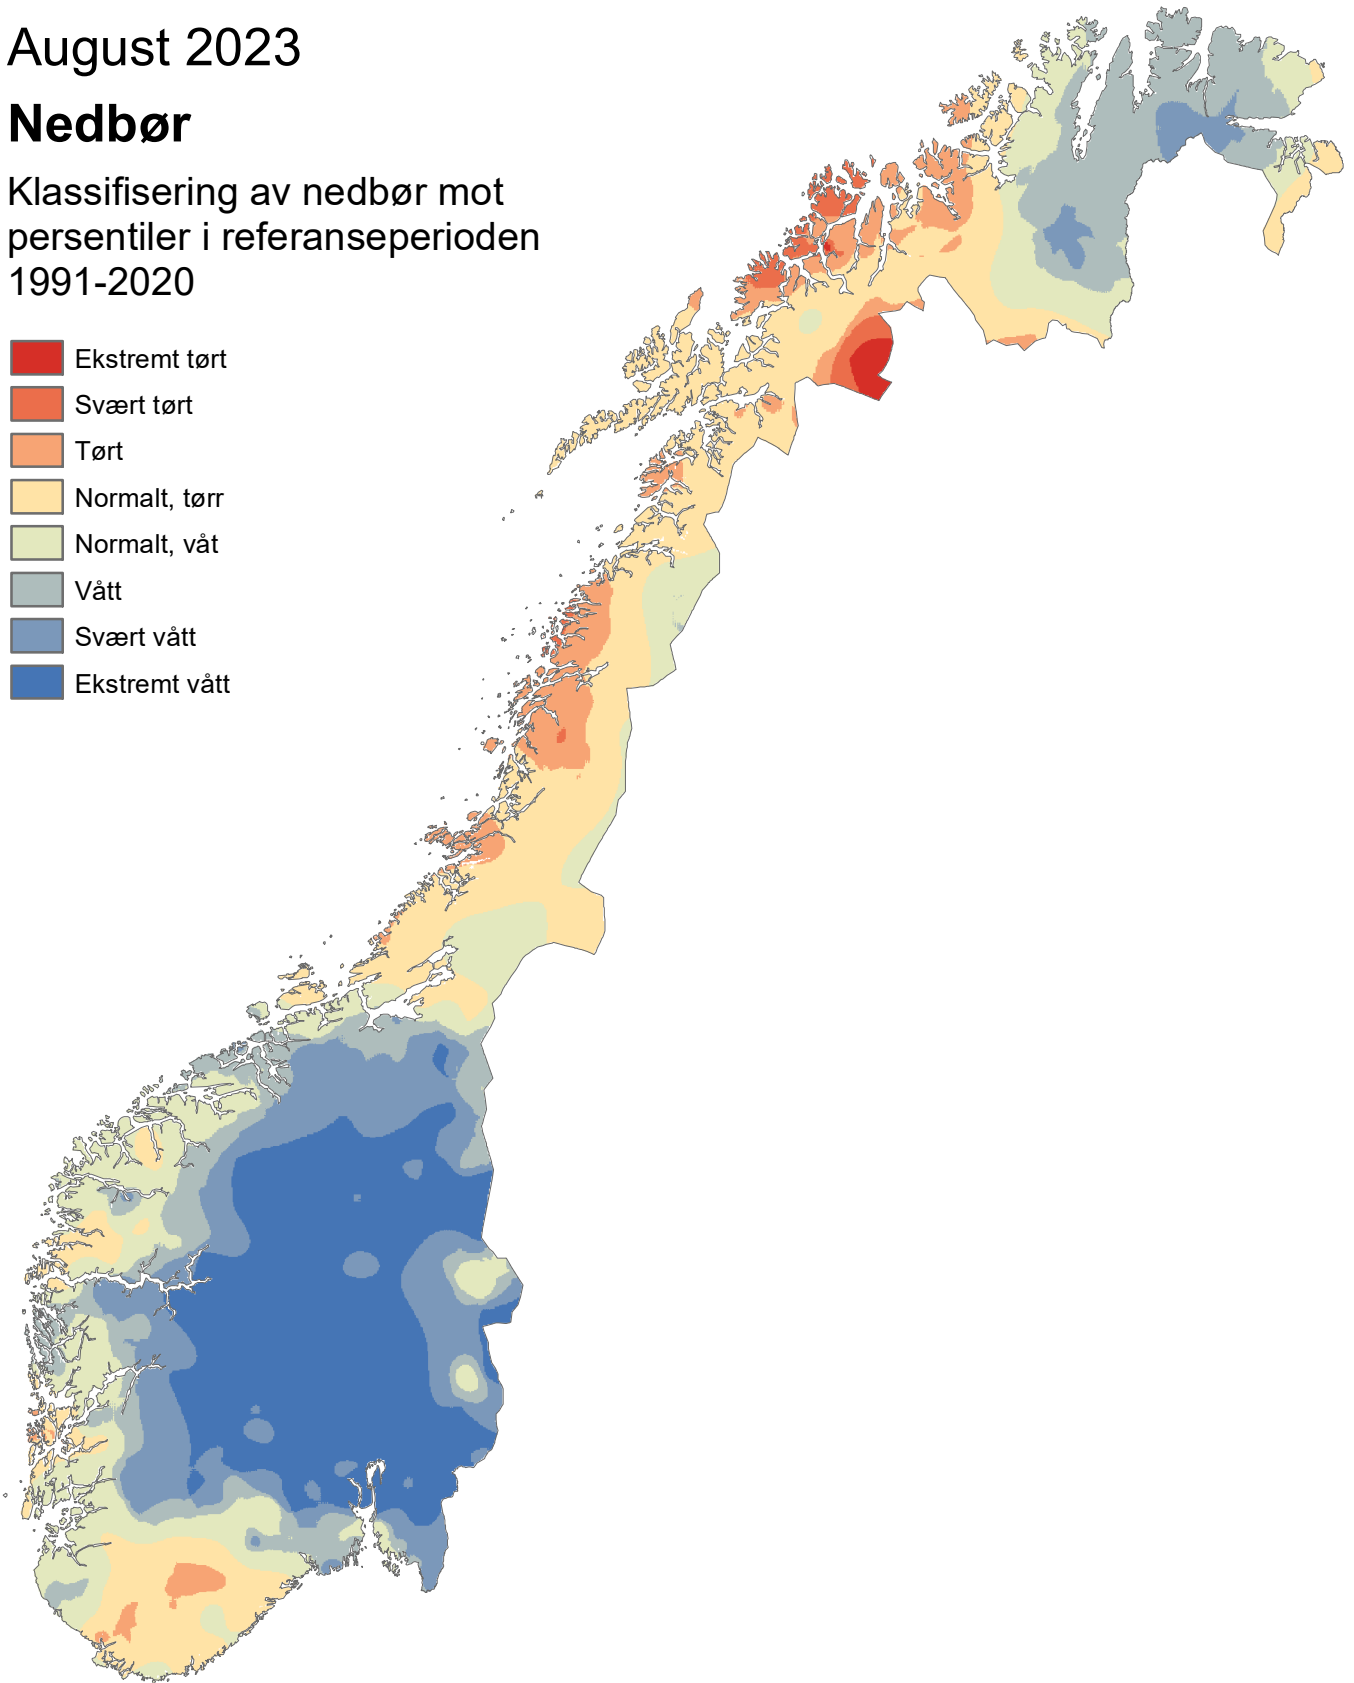 August 2023
Nedbør
Klassifisering av nedbør mot
persentiler i referanseperioden
1991-2020
Ekstremt tørt
Svært tørt
Tørt
Normalt, tørr
Normalt, våt
Vått
Svært vått
Ekstremt vått